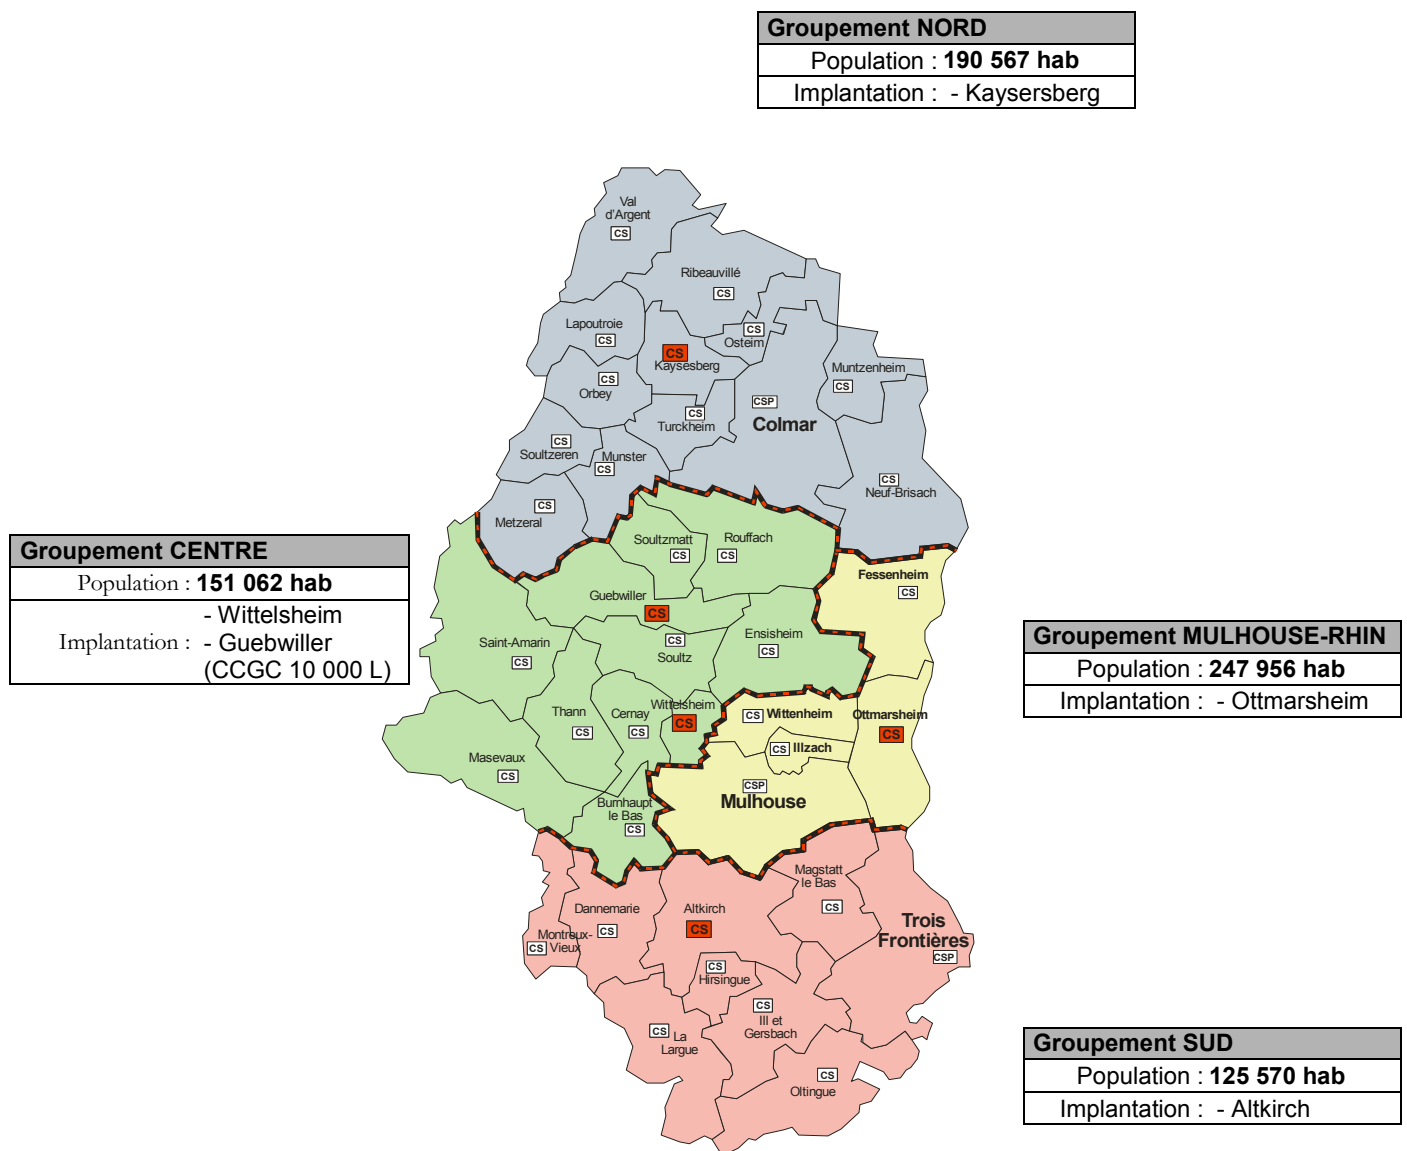 Groupement NORD
Population : 190 567 hab
Implantation : - Kaysersberg
Val
d'Argent
CS
Ribeauvillé
CS
Lapoutroie
CS
CS
Osteim
CS
Kaysesberg
Muntzenheim
CS
CS
Orbey
CS
Turckheim
CSP
Colmar
CS
Soultzeren
Munster
CS
CS
Neuf-Brisach
CS
Metzeral
Groupement CENTRE
Population : 151 062 hab
- Wittelsheim
Implantation : - Guebwiller
(CCGC 10 000 L)
Soultzmatt
CS
Rouffach
CS
Fessenheim
CS
Guebwiller
CS
Saint-Amarin
CS
CS
Soultz
Ensisheim
CS
Groupement MULHOUSE-RHIN
Population : 247 956 hab
Implantation : - Ottmarsheim
Thann
CS
Cernay
CS
Wittelsheim
CS
CS Wittenheim
Ottmarsheim
CS
CS Illzach
Masevaux
CS
CSP
Mulhouse
Burnhaupt
le Bas
CS
Magstatt
le Bas
CS
Dannemarie
CS
Altkirch
CS
Trois
Frontières
CSP
Montreux-
CS Vieux
CS
Hirsingue
CS
Ill et
Gersbach
CS La
Largue
CS
Oltingue
Groupement SUD
Population : 125 570 hab
Implantation : - Altkirch